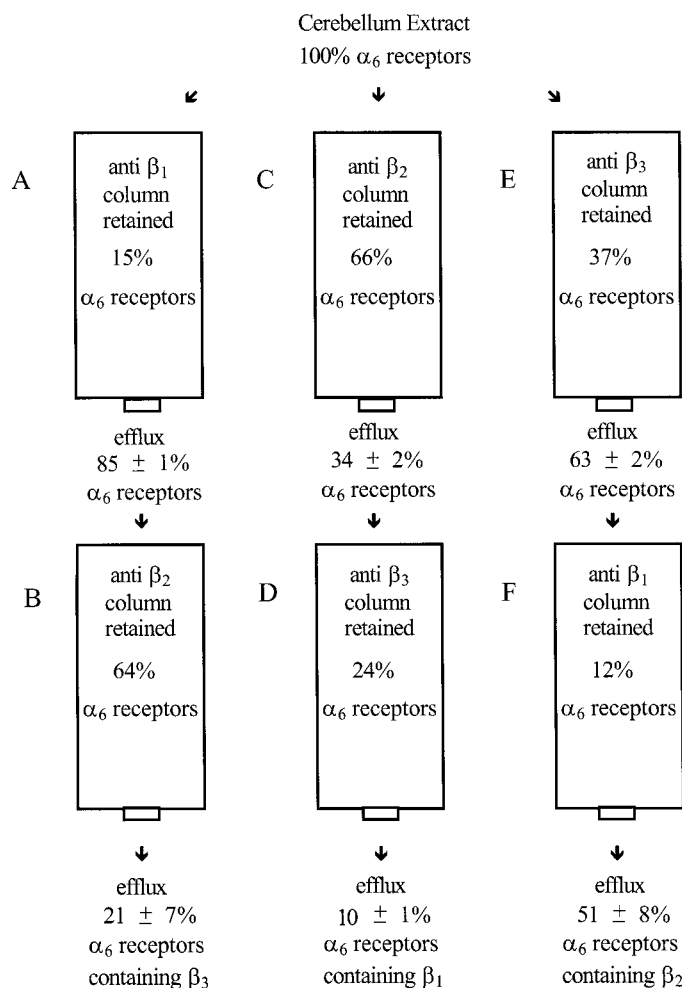 Cerebellum Extract
100% α₆ receptors
A
anti β₁
column
retained
15%
α₆ receptors
efflux
85 ± 1%
α₆ receptors
B
anti β₂
column
retained
64%
α₆ receptors
efflux
21 ± 7%
α₆ receptors
containing β₃
C
anti β₂
column
retained
66%
α₆ receptors
efflux
34 ± 2%
α₆ receptors
D
anti β₃
column
retained
24%
α₆ receptors
efflux
10 ± 1%
α₆ receptors
containing β₁
E
anti β₃
column
retained
37%
α₆ receptors
efflux
63 ± 2%
α₆ receptors
F
anti β₁
column
retained
12%
α₆ receptors
efflux
51 ± 8%
α₆ receptors
containing β₂